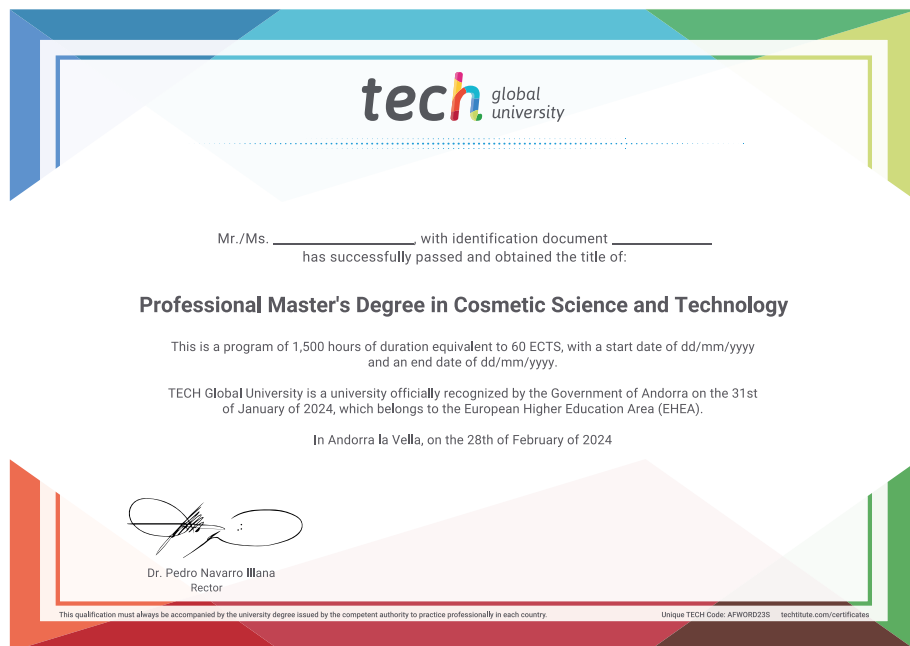 tech global university
Mr./Ms. ____________, with identification document ____________
has successfully passed and obtained the title of:
Professional Master's Degree in Cosmetic Science and Technology
This is a program of 1,500 hours of duration equivalent to 60 ECTS, with a start date of dd/mm/yyyy
and an end date of dd/mm/yyyy.
TECH Global University is a university officially recognized by the Government of Andorra on the 31st
of January of 2024, which belongs to the European Higher Education Area (EHEA).
In Andorra la Vella, on the 28th of February of 2024
Dr. Pedro Navarro Illana
Rector
This qualification must always be accompanied by the university degree issued by the competent authority to practice professionally in each country.
Unique TECH Code: AFWORD23S techtitute.com/certificates